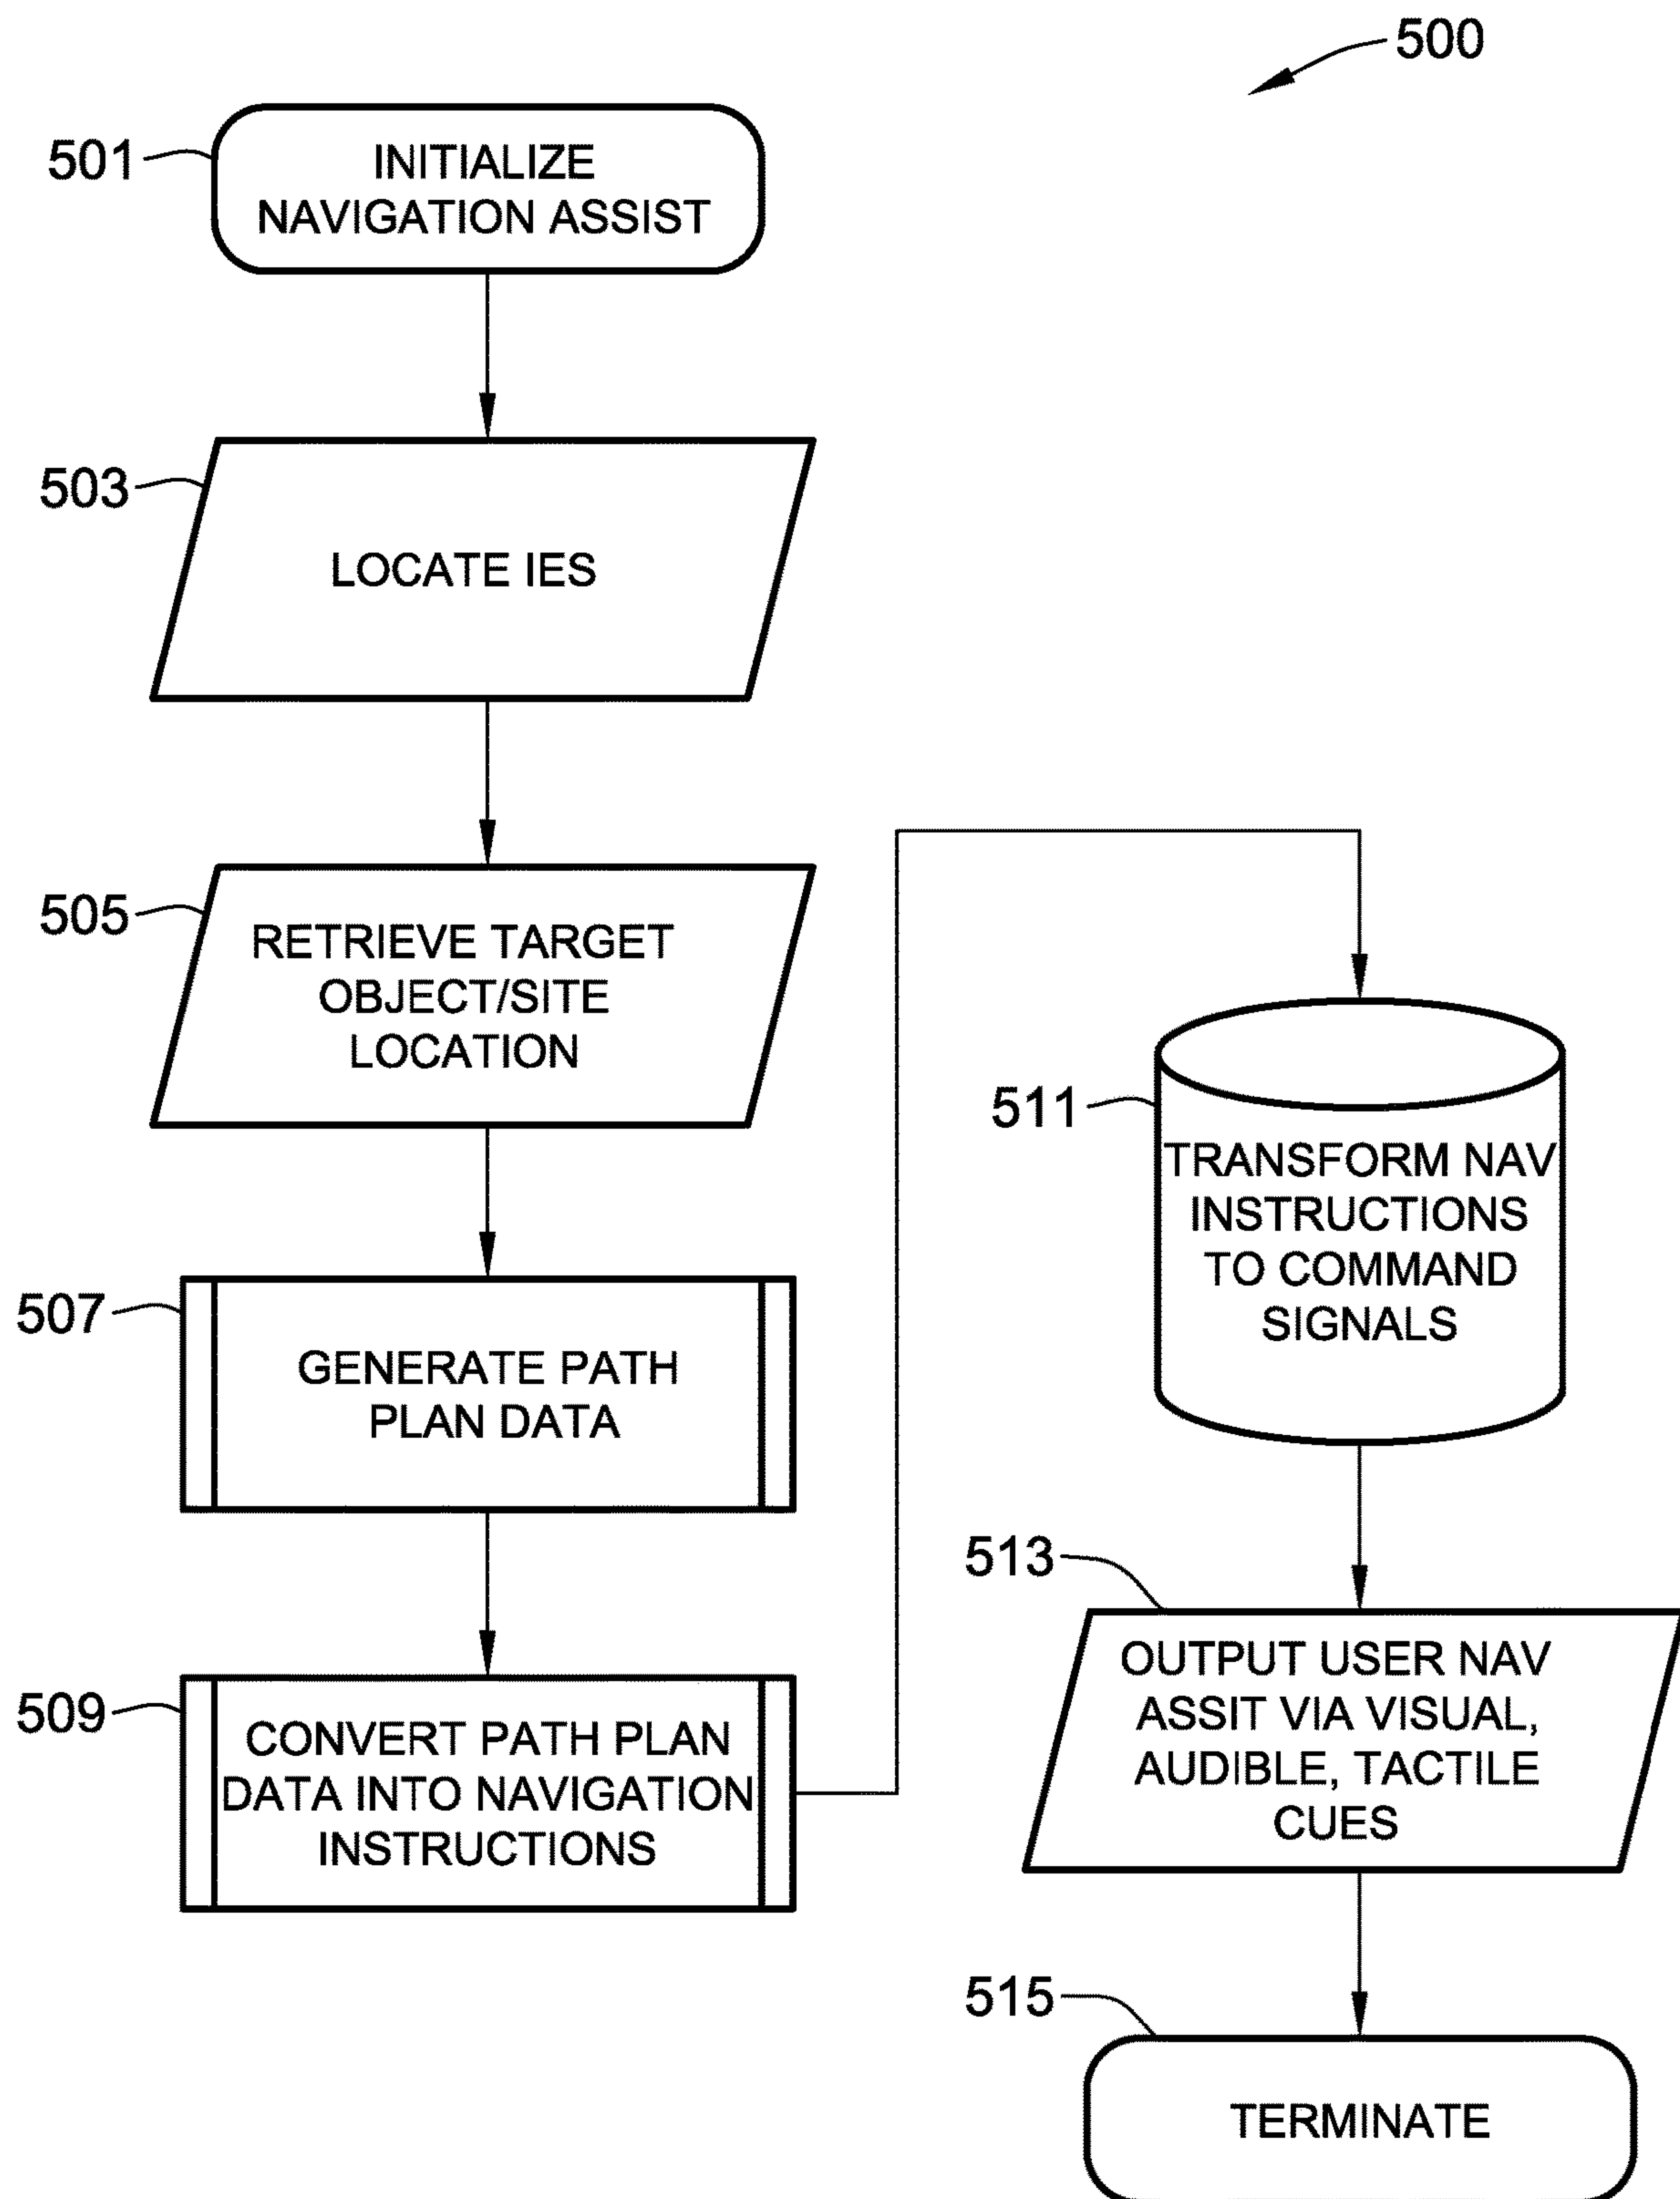 500
501
INITIALIZE
NAVIGATION ASSIST
503
LOCATE IES
505
RETRIEVE TARGET
OBJECT/SITE
LOCATION
507
GENERATE PATH
PLAN DATA
509
CONVERT PATH PLAN
DATA INTO NAVIGATION
INSTRUCTIONS
511
TRANSFORM NAV
INSTRUCTIONS
TO COMMAND
SIGNALS
513
OUTPUT USER NAV
ASSIT VIA VISUAL,
AUDIBLE, TACTILE
CUES
515
TERMINATE